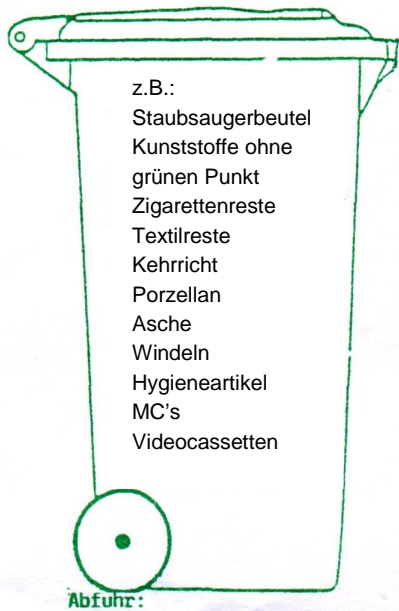 z.B.:
Staubsaugerbeutel
Kunststoffe ohne
grünen Punkt
Zigarettenreste
Textilreste
Kehrricht
Porzellan
Asche
Windeln
Hygieneartikel
MC's
Videocassetten
Abfuhr: